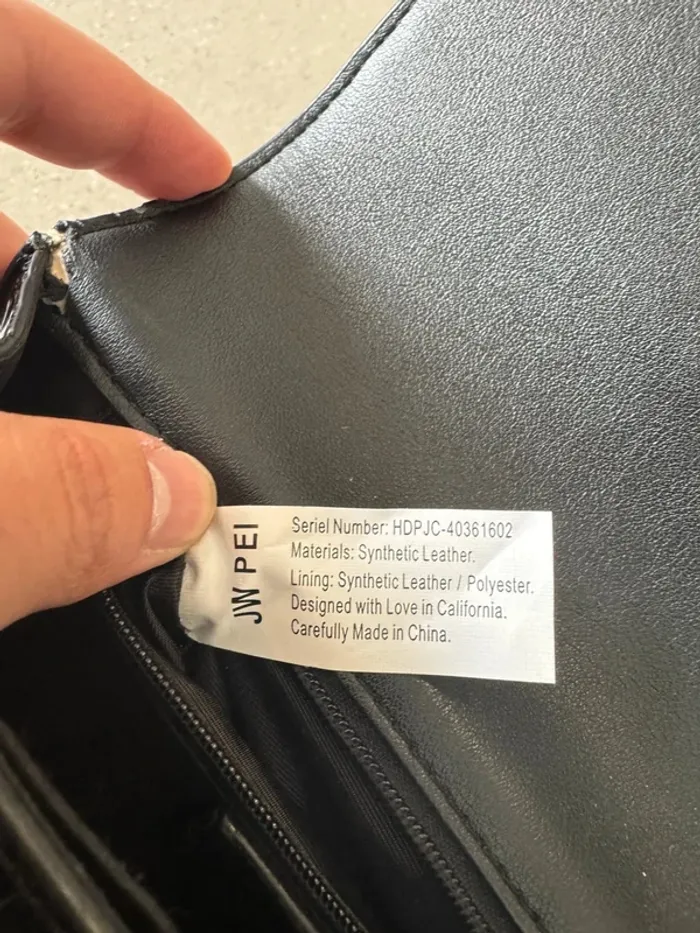 JW PEI
Seriel Number: HDPJC-40361602
Materials: Synthetic Leather.
Lining: Synthetic Leather / Polyester.
Designed with Love in California.
Carefully Made in China.